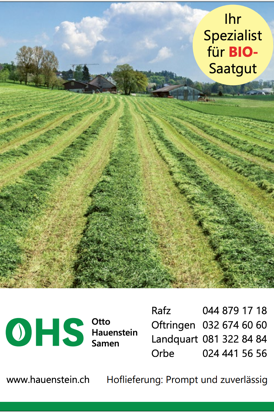 Ihr
Spezialist
für BIO-
Saatgut
OHS
Otto
Hauenstein
Samen
Rafz 044 879 17 18
Oftringen 032 674 60 60
Landquart 081 322 84 84
Orbe 024 441 56 56
www.hauenstein.ch Hoflieferung: Prompt und zuverlässig